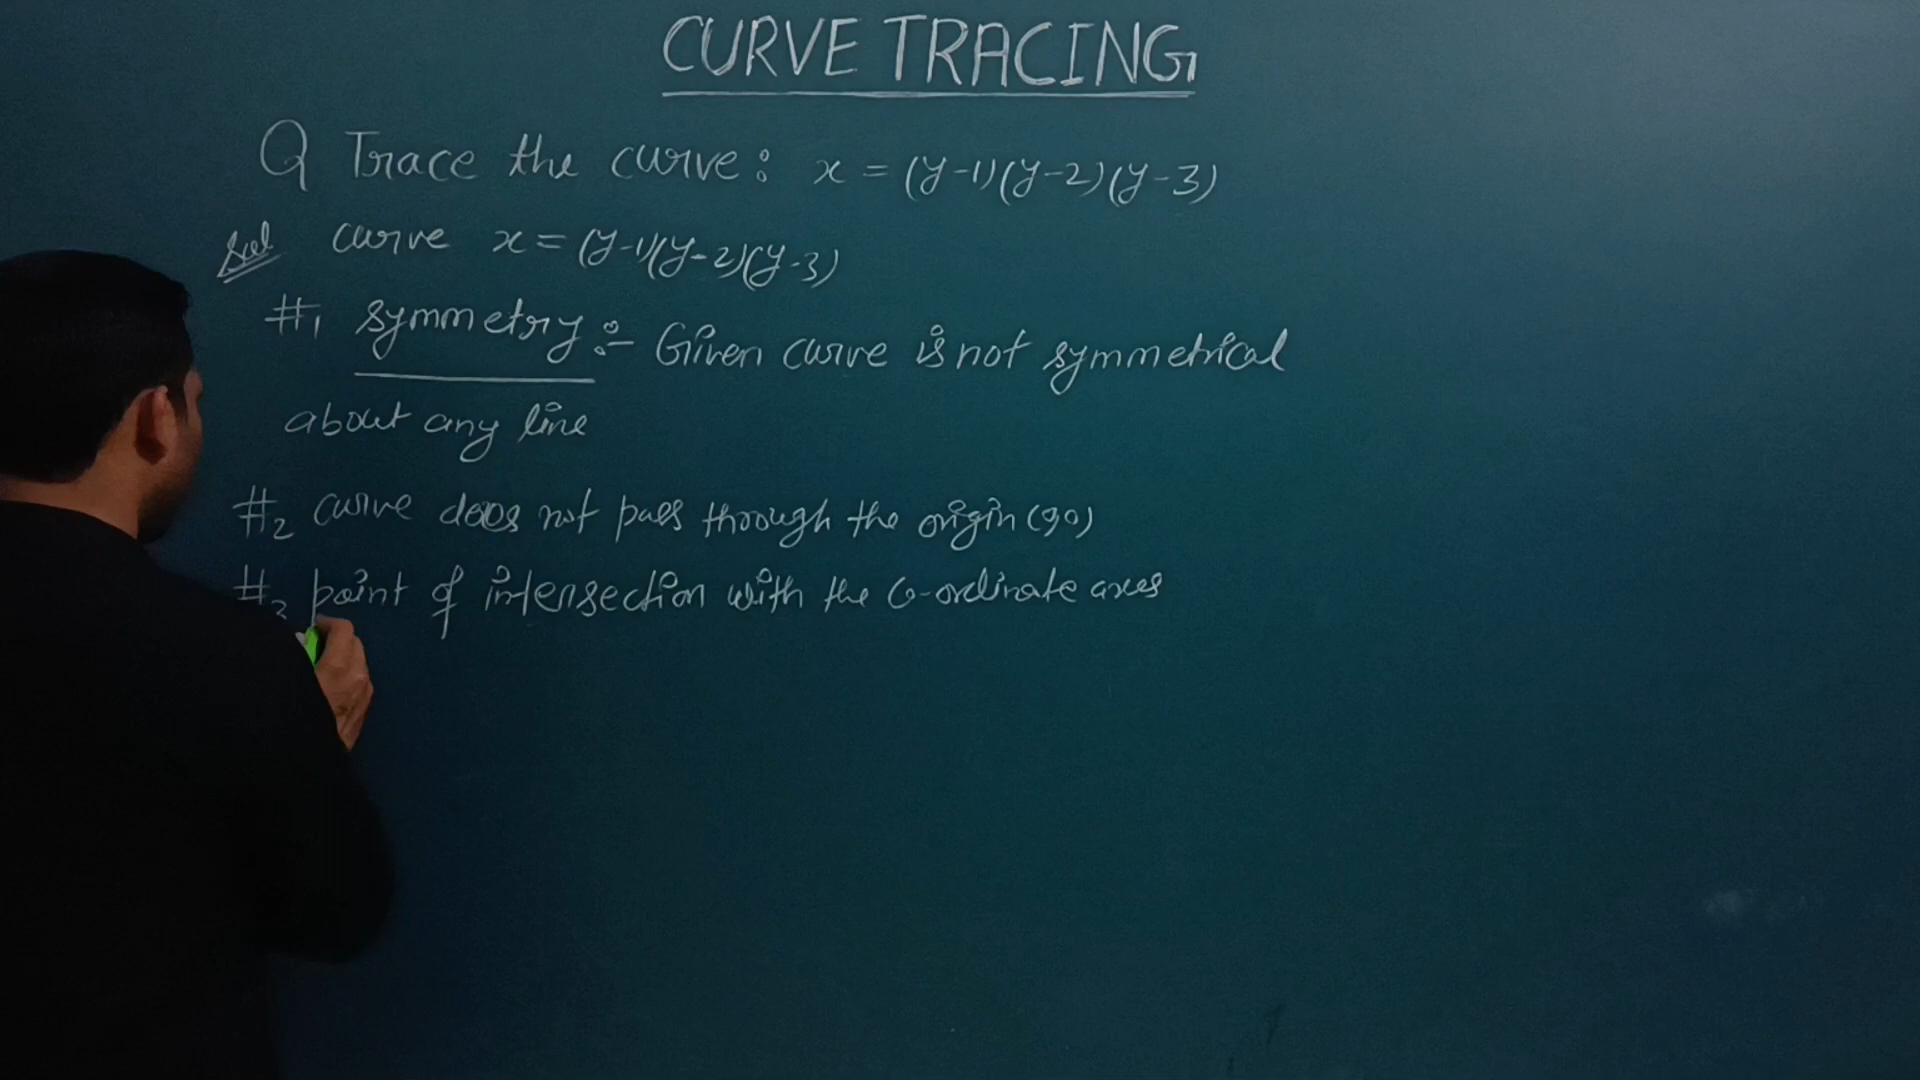 CURVE TRACING
Q Trace the curve: x = (y-1)(y-2)(y-3)
Sol curve x = (y-1)(y-2)(y-3)
#1 symmetry:- Given curve is not symmetrical
about any line
#2 curve does not pass through the origin (0,0)
#3 point of intersection with the Co-ordinate axes